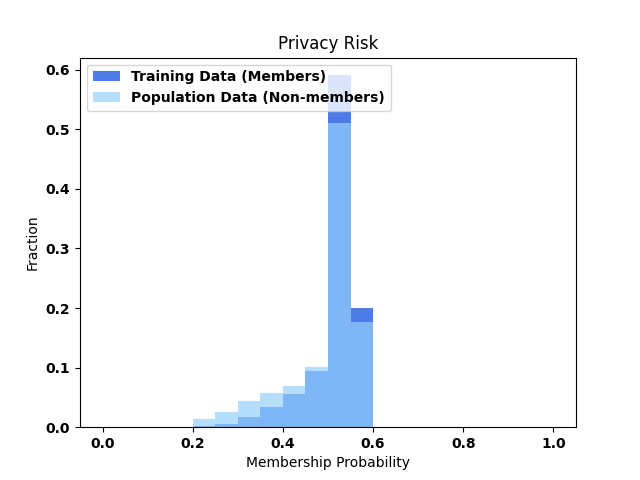 Privacy Risk
Training Data (Members)
Population Data (Non-members)
0.6
0.5
0.4
0.3
0.2
0.1
0.0
Fraction
0.0 0.2 0.4 0.6 0.8 1.0
Membership Probability